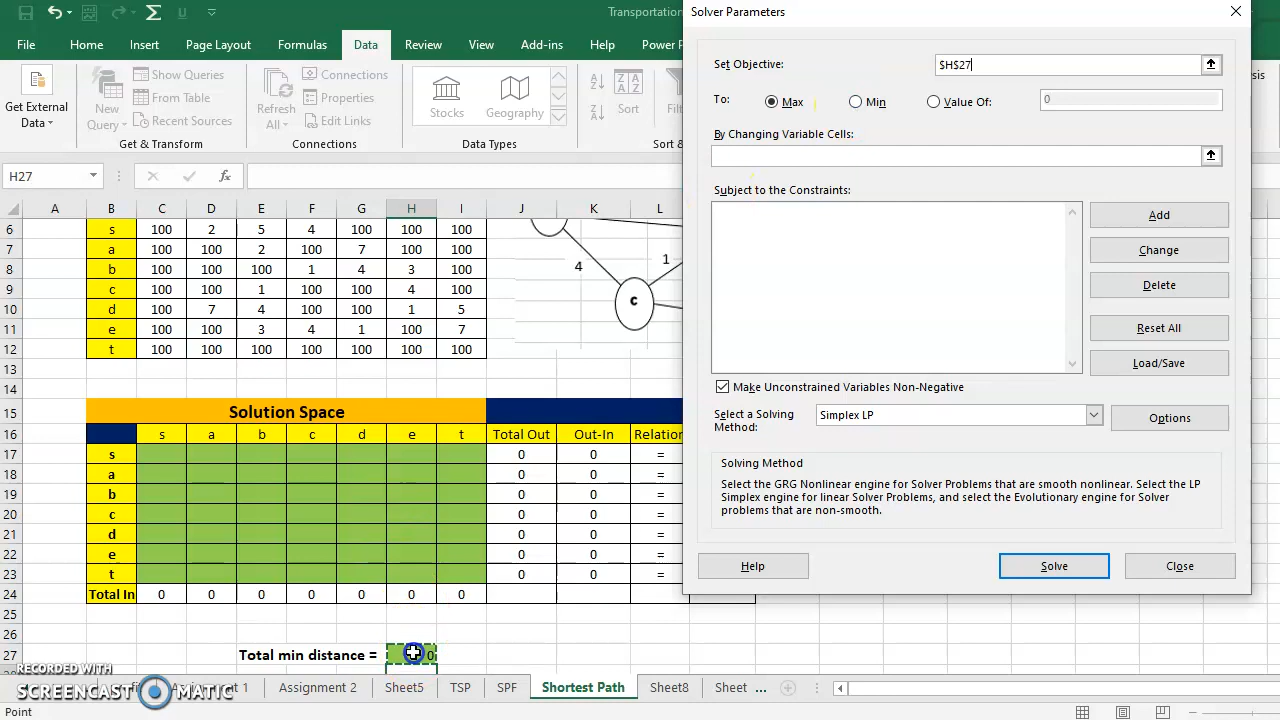 Transportation
Solver Parameters
File Home Insert Page Layout Formulas Data Review View Add-ins Help Power P
Get External
Data
New
Query
Show Queries
From Table
Recent Sources
Get & Transform
Refresh
All
Connections
Properties
Edit Links
Connections
Stocks Geography
Data Types
Sort
Filt
Sort &
H27
fx
A B C D E F G H I J K L
6 s 100 2 5 4 100 100 100
7 a 100 100 2 100 7 100 100
8 b 100 100 100 1 4 3 100
9 c 100 100 1 100 100 4 100
10 d 100 7 4 100 100 1 5
11 e 100 100 3 4 1 100 7
12 t 100 100 100 100 100 100 100
4 1
c
13
14
15 Solution Space
16 s a b c d e t Total Out Out-In Relation
17 s 0 0 =
18 a 0 0 =
19 b 0 0 =
20 c 0 0 =
21 d 0 0 =
22 e 0 0 =
23 t 0 0 =
24 Total In 0 0 0 0 0 0 0
25
26
27 Total min distance = 0
Set Objective: $H$27
To: Max Min Value Of: 0
By Changing Variable Cells:
Subject to the Constraints:
Add
Change
Delete
Reset All
Load/Save
Make Unconstrained Variables Non-Negative
Select a Solving
Method:
Simplex LP
Options
Solving Method
Select the GRG Nonlinear engine for Solver Problems that are smooth nonlinear. Select the LP
Simplex engine for linear Solver Problems, and select the Evolutionary engine for Solver
problems that are non-smooth.
Help Solve Close
RECORDED WITH
SCREENCAST MATIC
Assignment 2 Sheet5 TSP SPF Shortest Path Sheet8 Sheet ...
Point